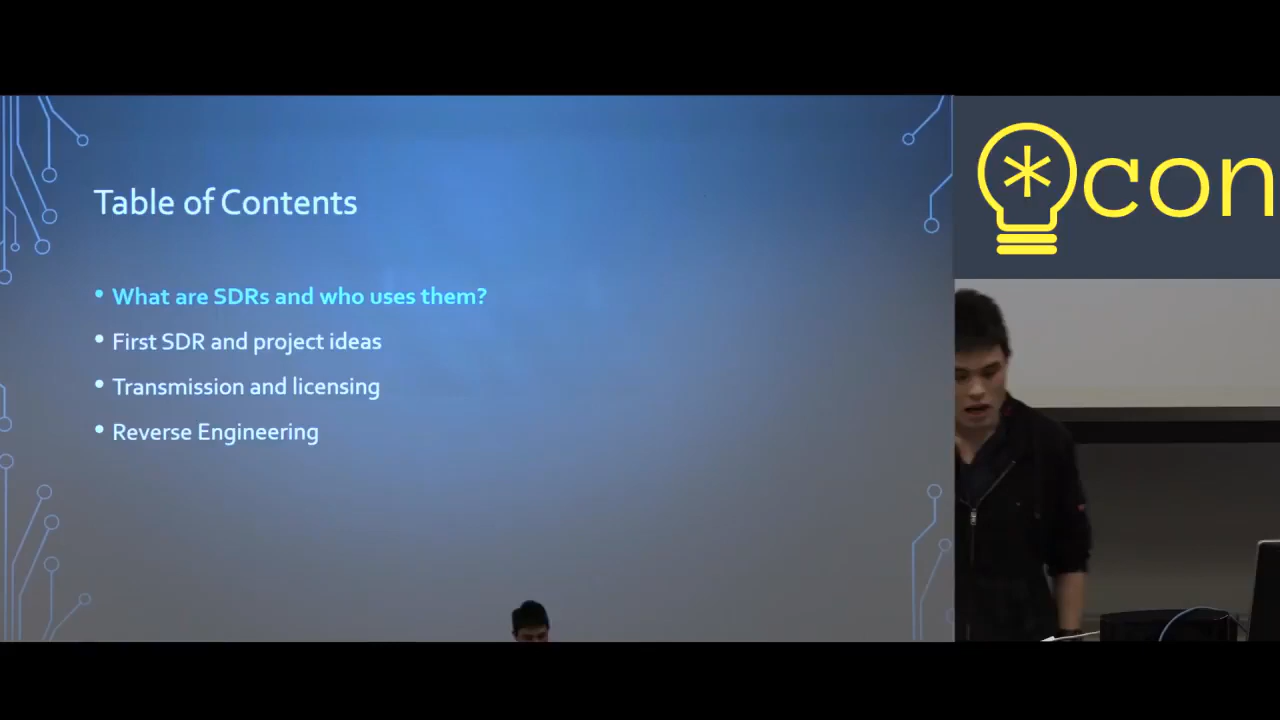 Table of Contents
• What are SDRs and who uses them?
• First SDR and project ideas
• Transmission and licensing
• Reverse Engineering
*con